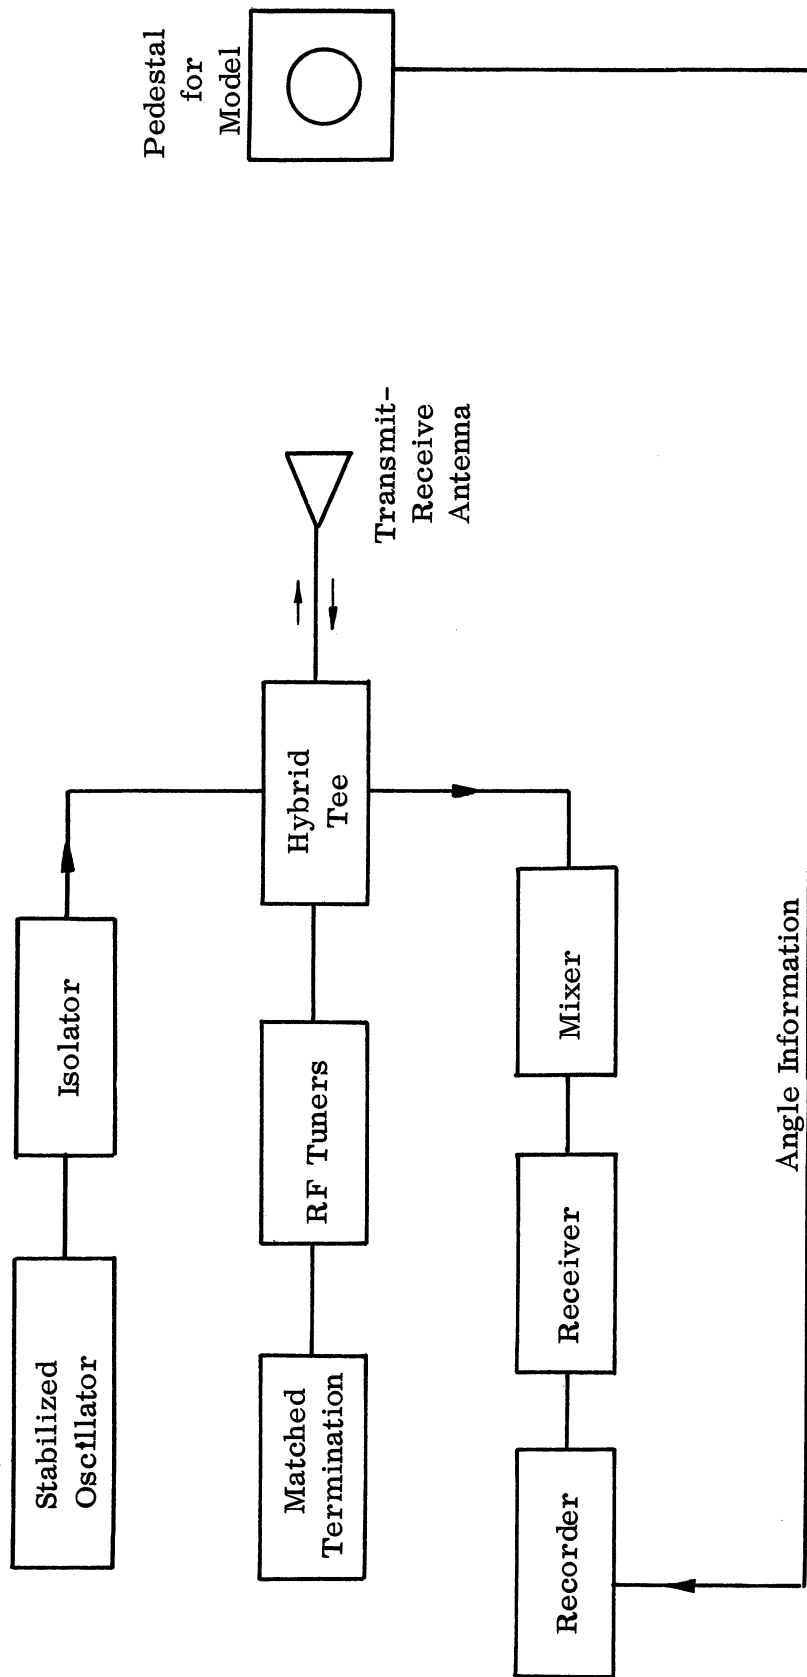 Stabilized
Oscillator
Isolator
Matched
Termination
RF Tuners
Hybrid
Tee
Transmit-
Receive
Antenna
Pedestal
for
Model
Recorder
Receiver
Mixer
Angle Information